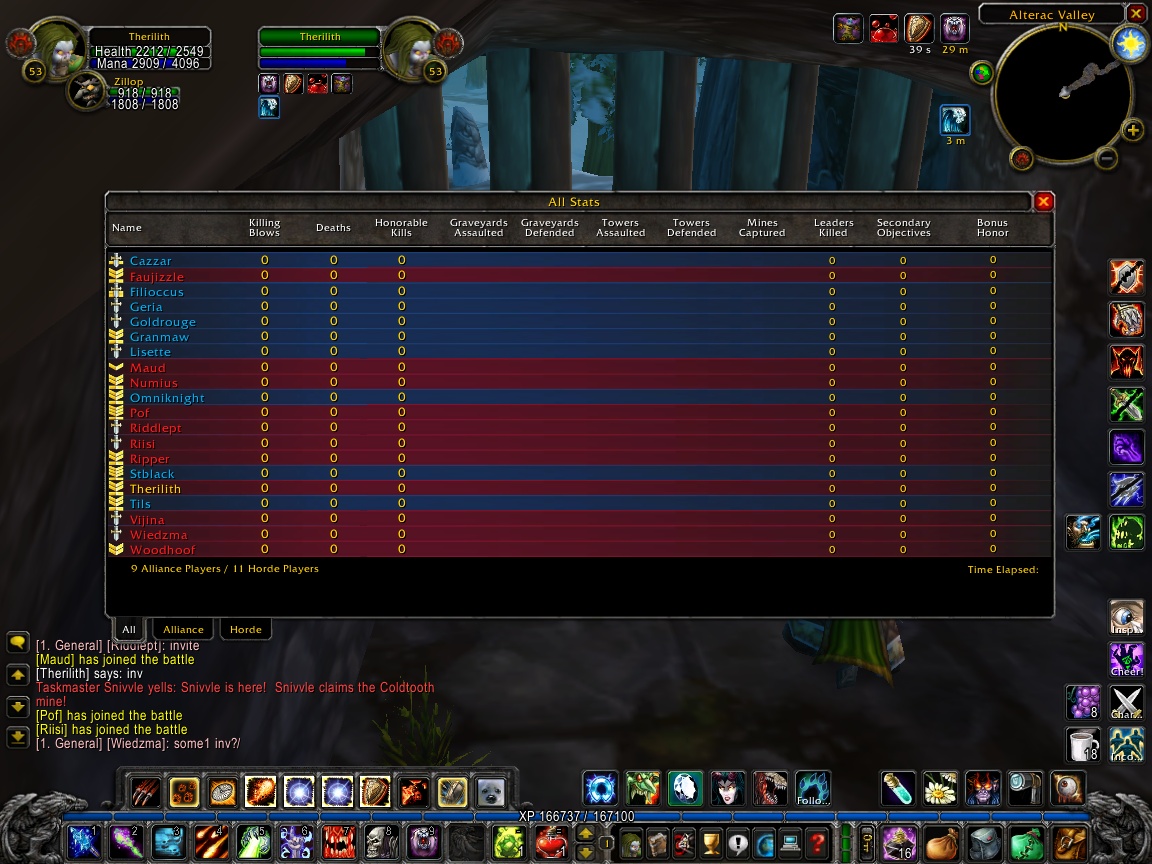 Therilith
Health 2212 / 2549
Mana 2909 / 4096
53
Zillop
918 / 918
1808 / 1808
Therilith
53
39 s
29 m
3 m
Alterac Valley
N
All Stats
Name Killing Blows Deaths Honorable Kills Graveyards Assaulted Graveyards Defended Towers Assaulted Towers Defended Mines Captured Leaders Killed Secondary Objectives Bonus Honor
Cazzar 0 0 0 0 0 0
Faujizzle 0 0 0 0 0 0
Filioccus 0 0 0 0 0 0
Geria 0 0 0 0 0 0
Goldrouge 0 0 0 0 0 0
Granmaw 0 0 0 0 0 0
Lisette 0 0 0 0 0 0
Maud 0 0 0 0 0 0
Numius 0 0 0 0 0 0
Omniknight 0 0 0 0 0 0
Pof 0 0 0 0 0 0
Riddlept 0 0 0 0 0 0
Riisi 0 0 0 0 0 0
Ripper 0 0 0 0 0 0
Stblack 0 0 0 0 0 0
Therilith 0 0 0 0 0 0
Tils 0 0 0 0 0 0
Vijina 0 0 0 0 0 0
Wiedzma 0 0 0 0 0 0
Woodhoof 0 0 0 0 0 0
9 Alliance Players / 11 Horde Players
Time Elapsed:
All Alliance Horde
[1. General] [Riddlept]: invite
[Maud] has joined the battle
[Therilith] says: inv
Taskmaster Snivvle yells: Snivvle is here! Snivvle claims the Coldtooth
mine!
[Pof] has joined the battle
[Riisi] has joined the battle
[1. General] [Wiedzma]: some1 inv?/
Insp...
Cheer!
8
Char...
18
Follo...
XP 166737 / 167100
1 2 3 4 5 6 7 8 9
1
16